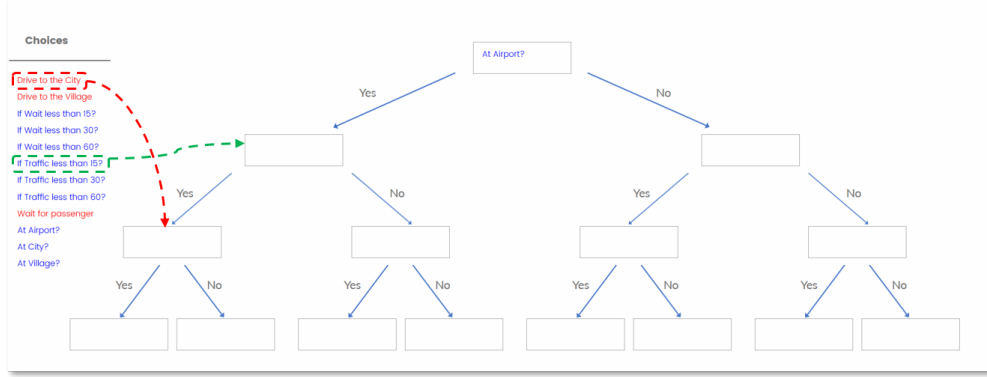 Choices
Drive to the City
Drive to the Village
If Wait less than 15?
If Wait less than 30?
If Wait less than 60?
If Traffic less than 15?
If Traffic less than 30?
If Traffic less than 60?
Wait for passenger
At Airport?
At City?
At Village?
At Airport?
Yes
No
Yes
No
Yes
No
Yes
No
Yes
No
Yes
No
Yes
No